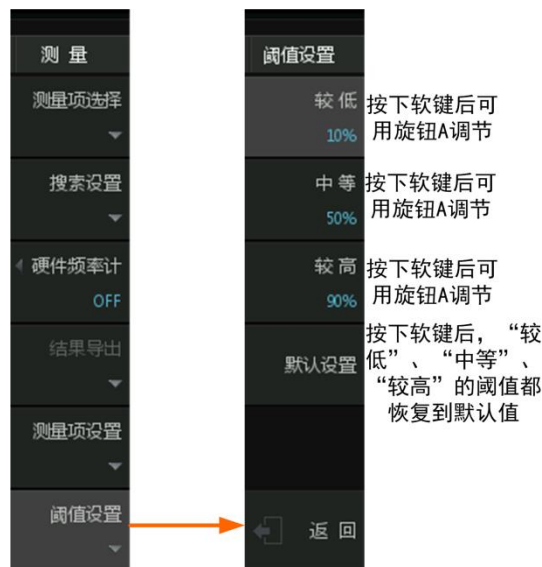 测 量
测量项选择
搜索设置
硬件频率计
OFF
结果导出
测量项设置
阈值设置
阈值设置
较 低
10%
中 等
50%
较 高
90%
默认设置
返 回
按下软键后可
用旋钮A调节
按下软键后可
用旋钮A调节
按下软键后可
用旋钮A调节
按下软键后，“较
低”、“中等”、
“较高”的阈值都
恢复到默认值